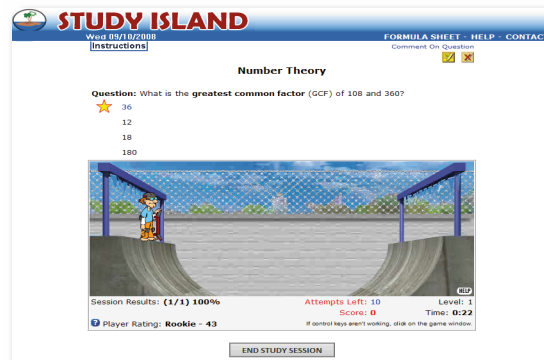 STUDY ISLAND
Wed 09/10/2008
FORMULA SHEET - HELP - CONTACT
Instructions
Comment On Question
Number Theory
Question: What is the greatest common factor (GCF) of 108 and 360?
36
12
18
180
HELP
Session Results: (1/1) 100%
Attempts Left: 10
Level: 1
Score: 0
Time: 0:22
? Player Rating: Rookie - 43
If control keys aren't working, click on the game window.
END STUDY SESSION